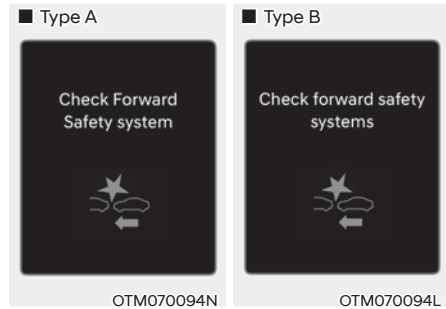 ■ Type A
Check Forward
Safety system
OTM070094N
■ Type B
Check forward safety
systems
OTM070094L